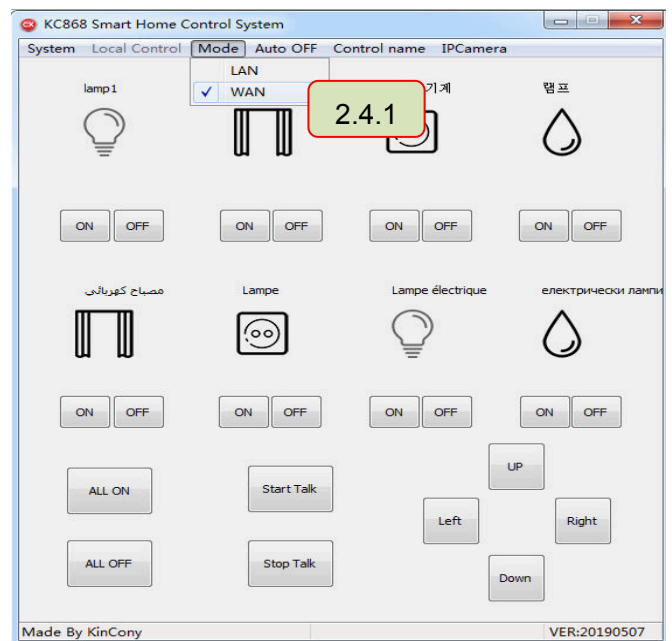 KC868 Smart Home Control System
System Local Control Mode Auto OFF Control name IPCamera
LAN
✓ WAN
2.4.1
lamp1 기계 램프
ON OFF ON OFF ON OFF ON OFF
مصباح كهربائي Lampe Lampe électrique електрически лампи
ON OFF ON OFF ON OFF ON OFF
UP
ALL ON Start Talk
Left Right
ALL OFF Stop Talk
Down
Made By KinCony VER:20190507